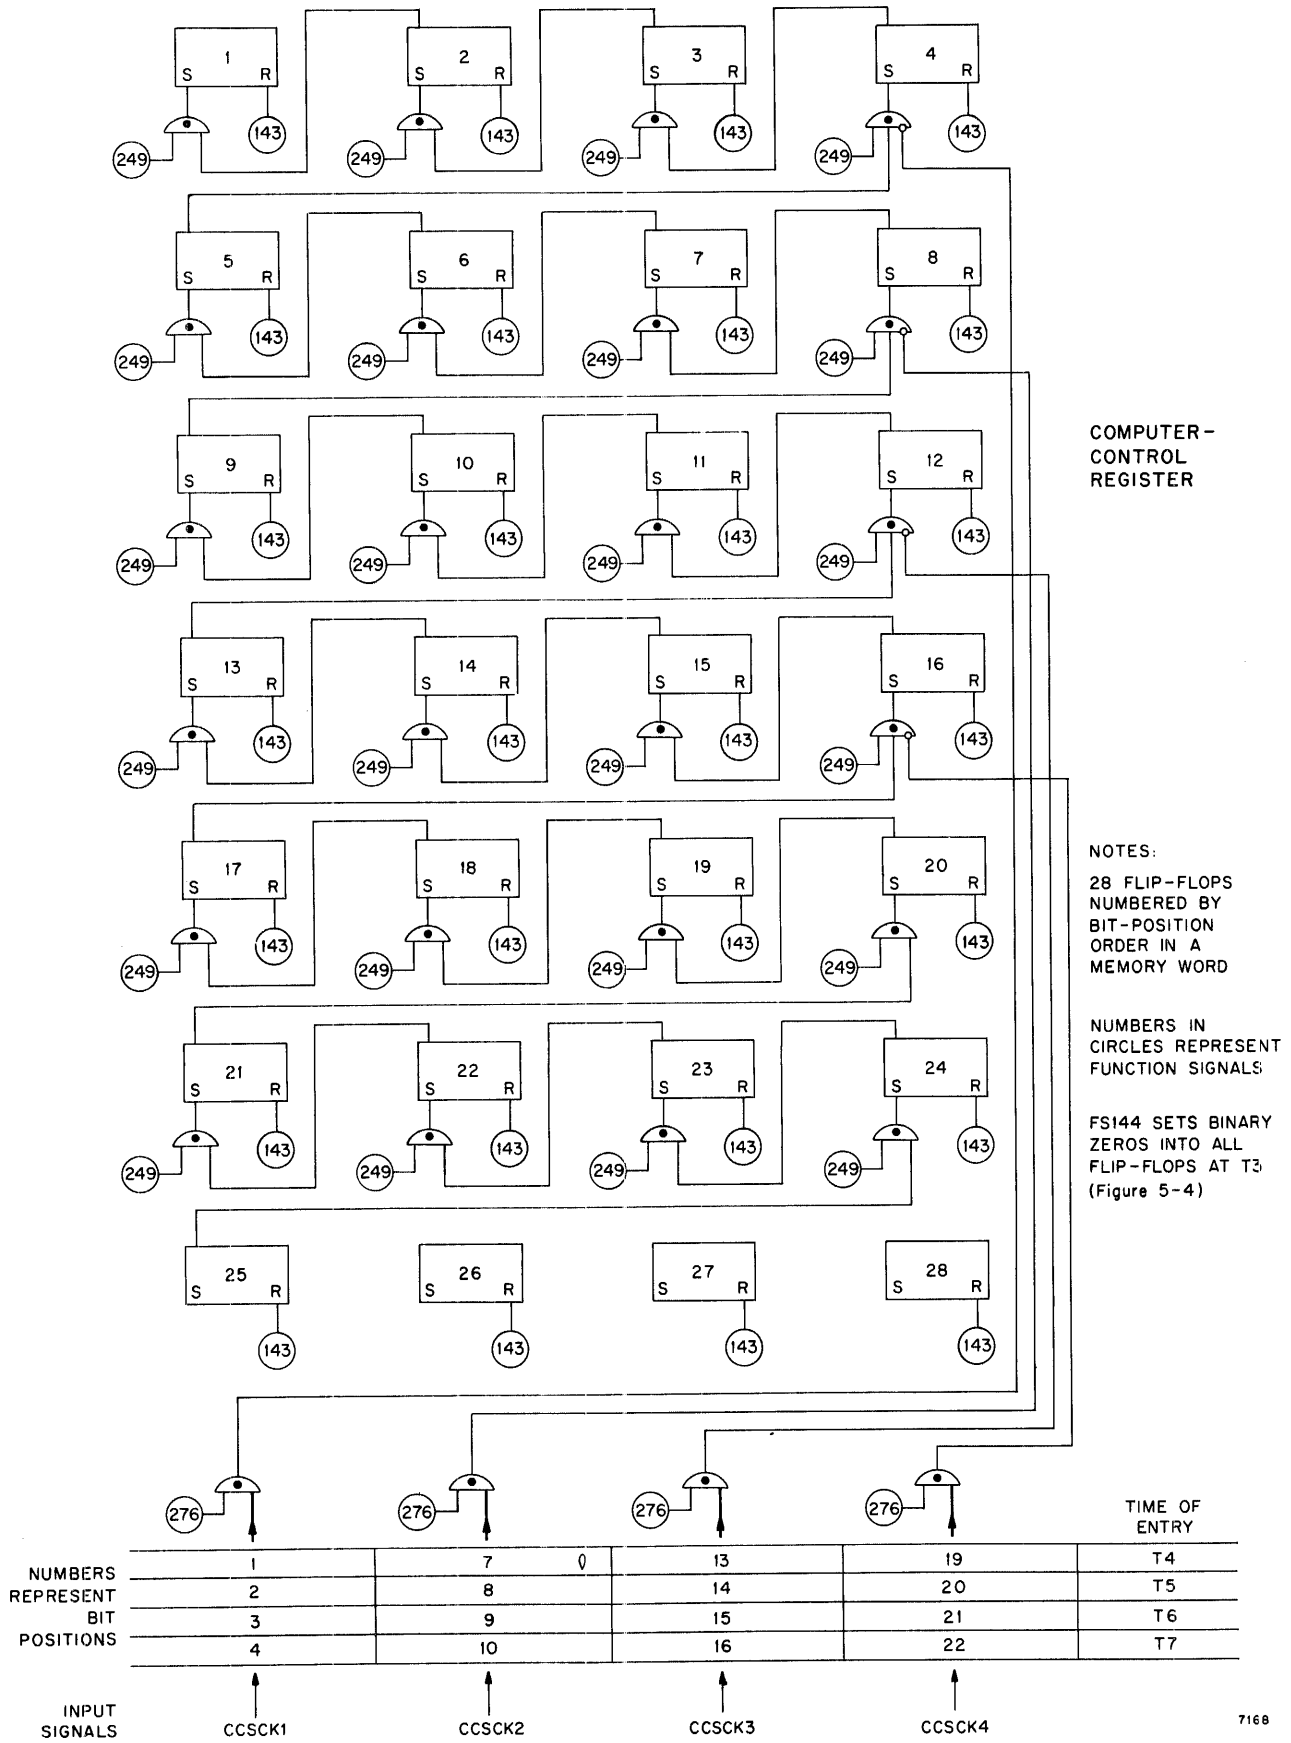 1 2 3 4
S R S R S R S R
143 143 143 143
249 249 249 249
5 6 7 8
S R S R S R S R
143 143 143 143
249 249 249 249
9 10 11 12
S R S R S R S R
143 143 143 143
249 249 249 249
COMPUTER-
CONTROL
REGISTER
13 14 15 16
S R S R S R S R
143 143 143 143
249 249 249 249
17 18 19 20
S R S R S R S R
143 143 143 143
249 249 249 249
NOTES:
28 FLIP-FLOPS
NUMBERED BY
BIT-POSITION
ORDER IN A
MEMORY WORD
21 22 23 24
S R S R S R S R
143 143 143 143
249 249 249 249
NUMBERS IN
CIRCLES REPRESENT
FUNCTION SIGNALS
FS144 SETS BINARY
ZEROS INTO ALL
FLIP-FLOPS AT T3
(Figure 5-4)
25 26 27 28
S R S R S R S R
143 143 143 143
276 276 276 276
TIME OF
ENTRY
1 7 0 13 19 T4
2 8 14 20 T5
3 9 15 21 T6
4 10 16 22 T7
NUMBERS
REPRESENT
BIT
POSITIONS
INPUT
SIGNALS
CCSCK1 CCSCK2 CCSCK3 CCSCK4
7168